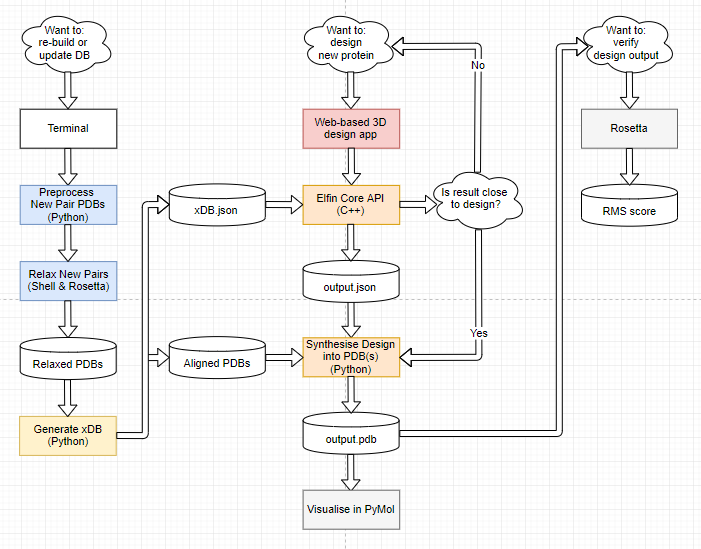 Want to:
re-build or
update DB
Want to:
design
new protein
Want to:
verify
design output
No
Terminal
Web-based 3D
design app
Rosetta
Preprocess
New Pair PDBs
(Python)
xDB.json
Elfin Core API
(C++)
Is result close
to design?
RMS score
Relax New Pairs
(Shell & Rosetta)
output.json
Yes
Relaxed PDBs
Aligned PDBs
Synthesise Design
into PDB(s)
(Python)
Generate xDB
(Python)
output.pdb
Visualise in PyMol